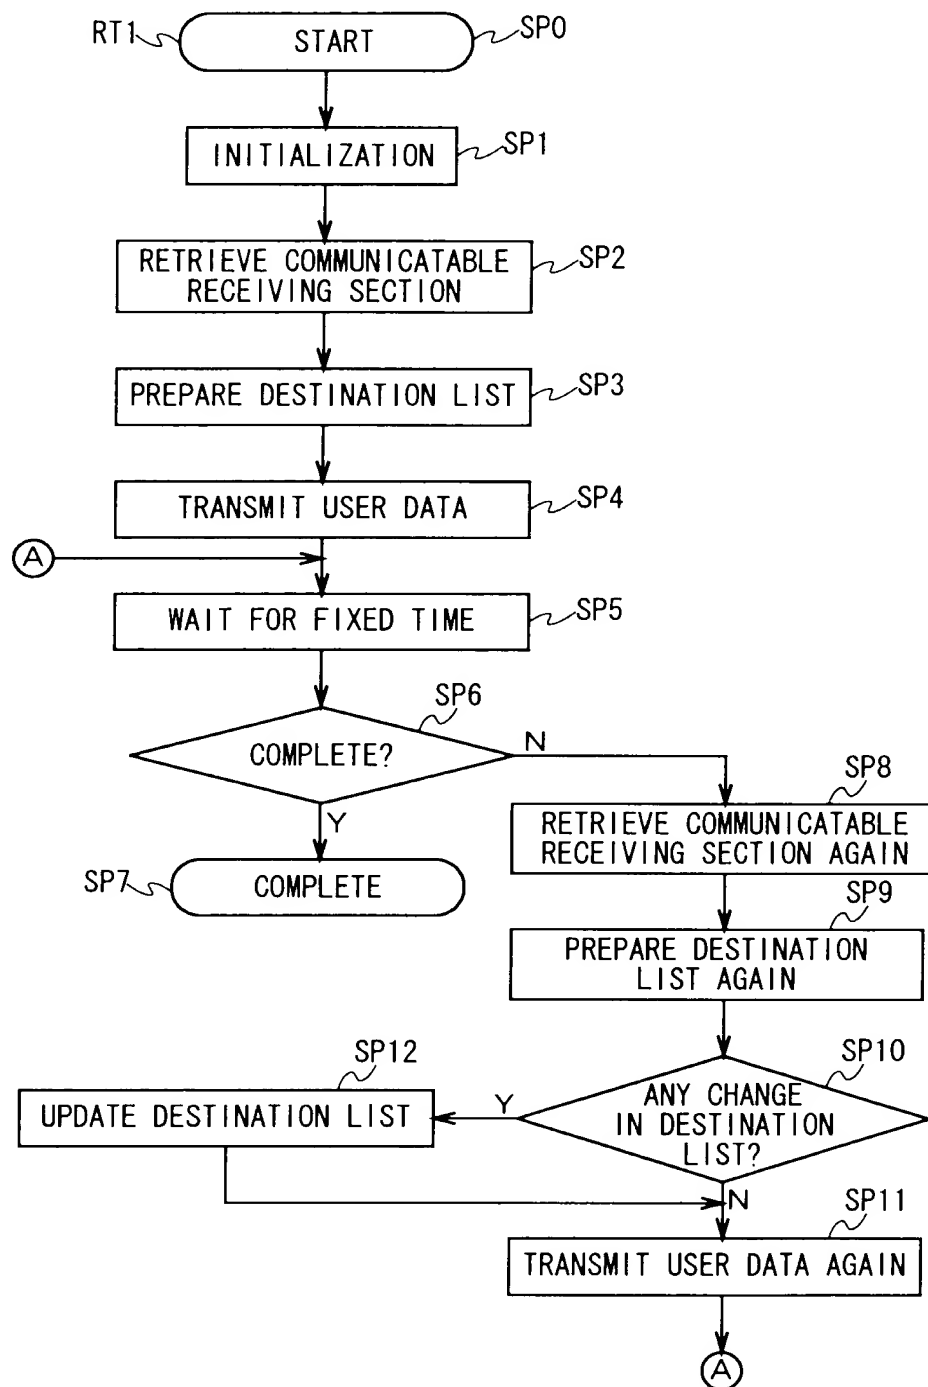 RT1
START
SP0
INITIALIZATION
SP1
RETRIEVE COMMUNICATABLE
RECEIVING SECTION
SP2
PREPARE DESTINATION LIST
SP3
TRANSMIT USER DATA
SP4
A
WAIT FOR FIXED TIME
SP5
SP6
COMPLETE?
N
Y
SP7
COMPLETE
SP8
RETRIEVE COMMUNICATABLE
RECEIVING SECTION AGAIN
SP9
PREPARE DESTINATION
LIST AGAIN
SP10
ANY CHANGE
IN DESTINATION
LIST?
Y
SP12
UPDATE DESTINATION LIST
N
SP11
TRANSMIT USER DATA AGAIN
A